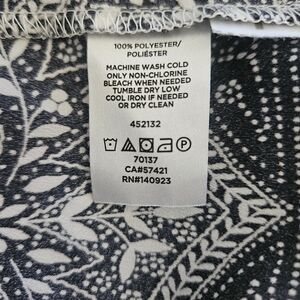 100% POLYESTER/
POLIÉSTER
MACHINE WASH COLD
ONLY NON-CHLORINE
BLEACH WHEN NEEDED
TUMBLE DRY LOW
COOL IRON IF NEEDED
OR DRY CLEAN
452132
70137
CA#57421
RN#140923